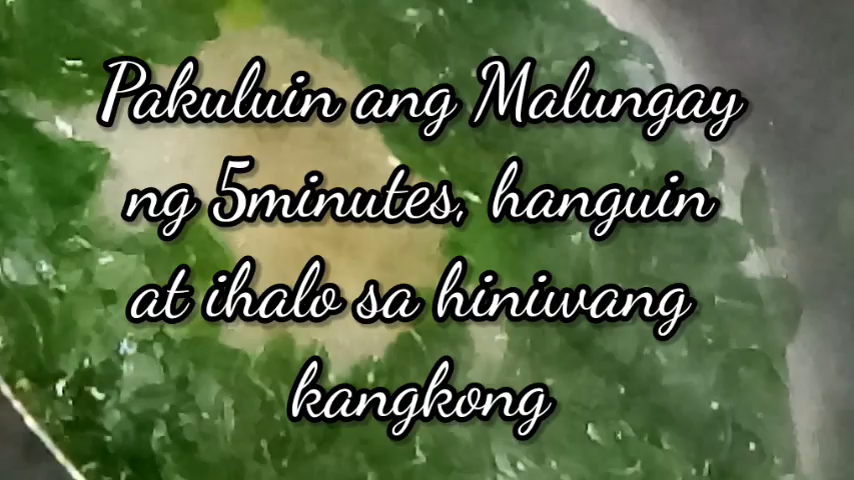 Pakuluin ang Malungay
ng 5minutes, hanguin
at ihalo sa hiniwang
kangkong